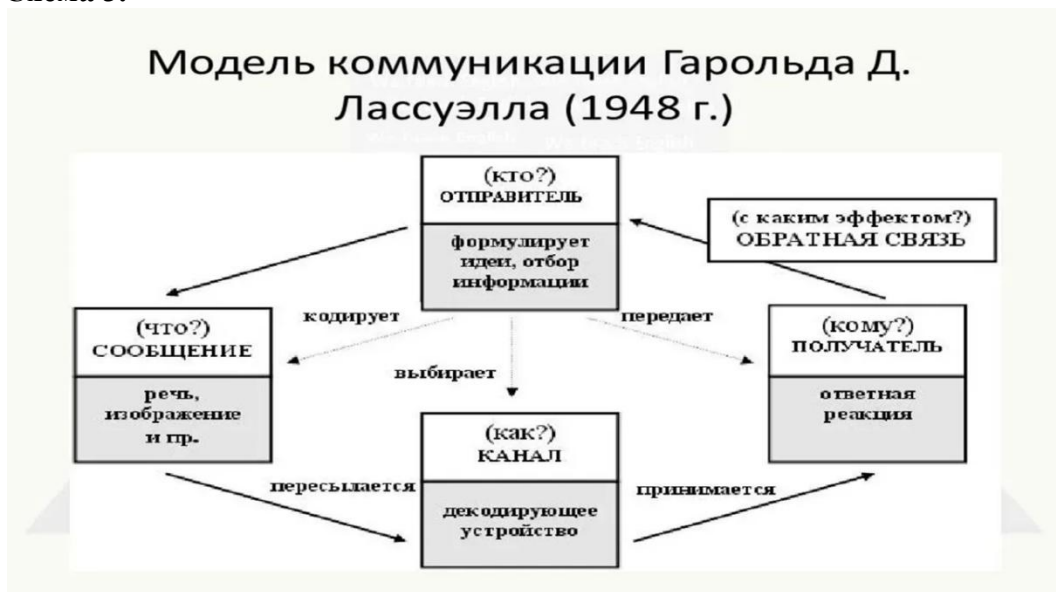 Модель коммуникации Гарольда Д.
Лассуэлла (1948 г.)
(кто?)
ОТПРАВИТЕЛЬ
формулирует
идеи, отбор
информации
(с каким эффектом?)
ОБРАТНАЯ СВЯЗЬ
кодирует
передает
(что?)
СООБЩЕНИЕ
речь,
изображение
и пр.
выбирает
(кому?)
ПОЛУЧАТЕЛЬ
ответная
реакция
(как?)
КАНАЛ
декодирующее
устройство
пересылается
принимается